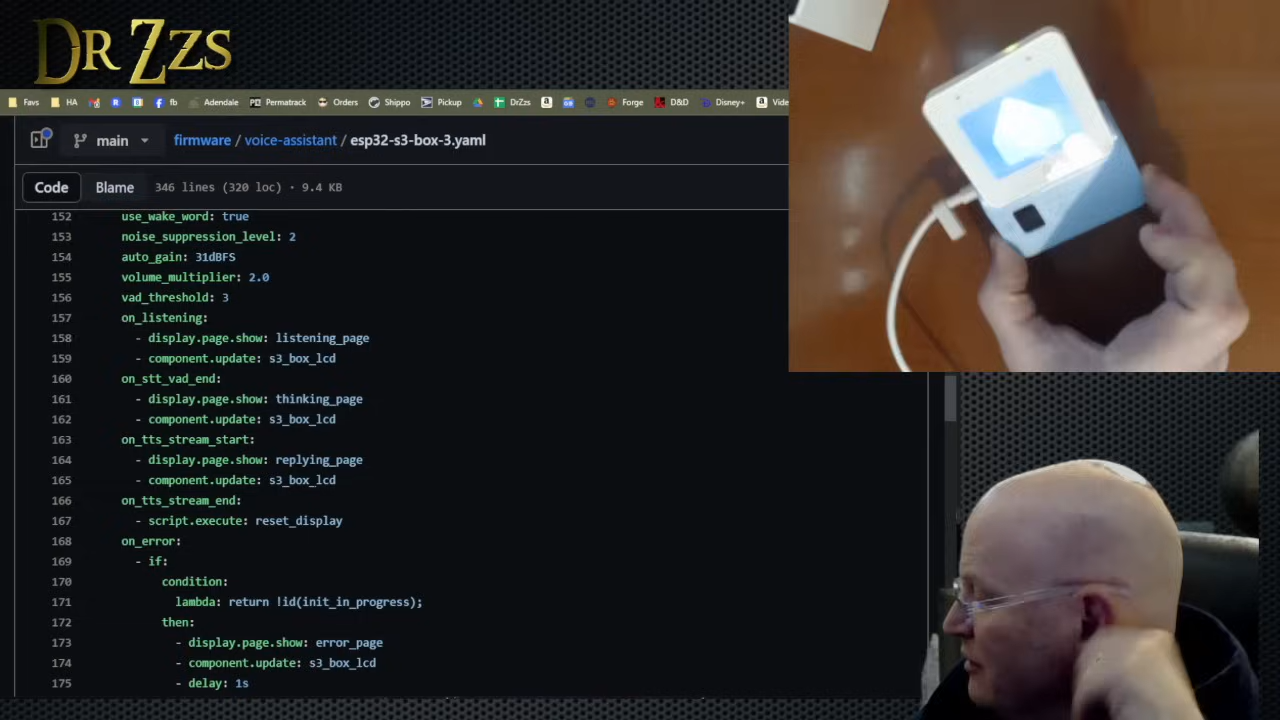 DR ZZS
Favs HA fb Adendale Permatrack Orders Shippo Pickup DrZzs Forge D&D Disney+ Vide
main firmware / voice-assistant / esp32-s3-box-3.yaml
Code Blame 346 lines (320 loc) · 9.4 KB
152 use_wake_word: true
153 noise_suppression_level: 2
154 auto_gain: 31dBFS
155 volume_multiplier: 2.0
156 vad_threshold: 3
157 on_listening:
158 - display.page.show: listening_page
159 - component.update: s3_box_lcd
160 on_stt_vad_end:
161 - display.page.show: thinking_page
162 - component.update: s3_box_lcd
163 on_tts_stream_start:
164 - display.page.show: replying_page
165 - component.update: s3_box_lcd
166 on_tts_stream_end:
167 - script.execute: reset_display
168 on_error:
169 - if:
170 condition:
171 lambda: return !id(init_in_progress);
172 then:
173 - display.page.show: error_page
174 - component.update: s3_box_lcd
175 - delay: 1s